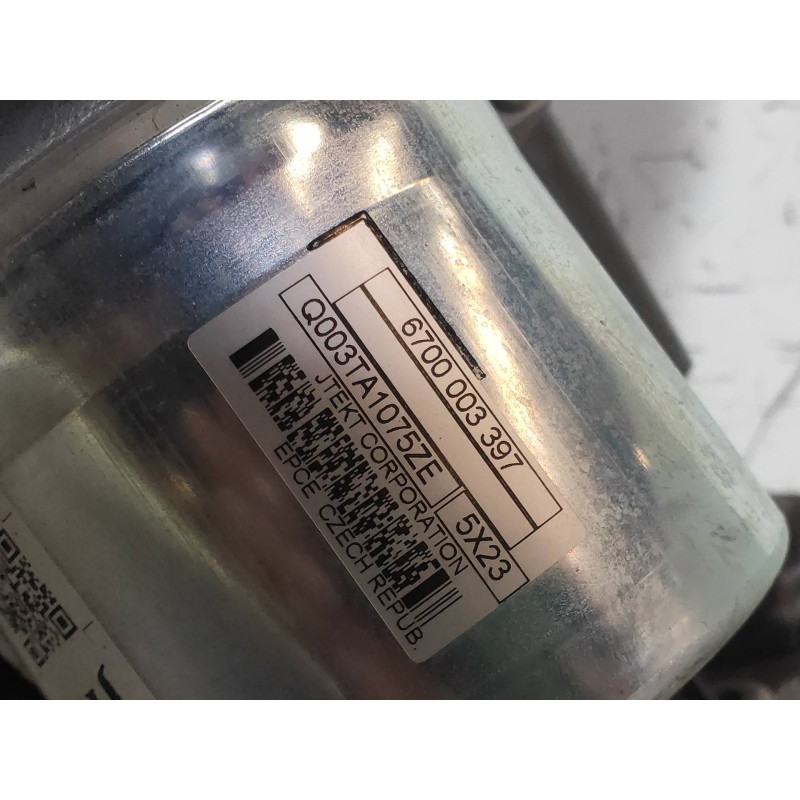 6700 003 397
Q003TA1075ZE 5X23
JTEKT CORPORATION
EPCE CZECH REPUB.